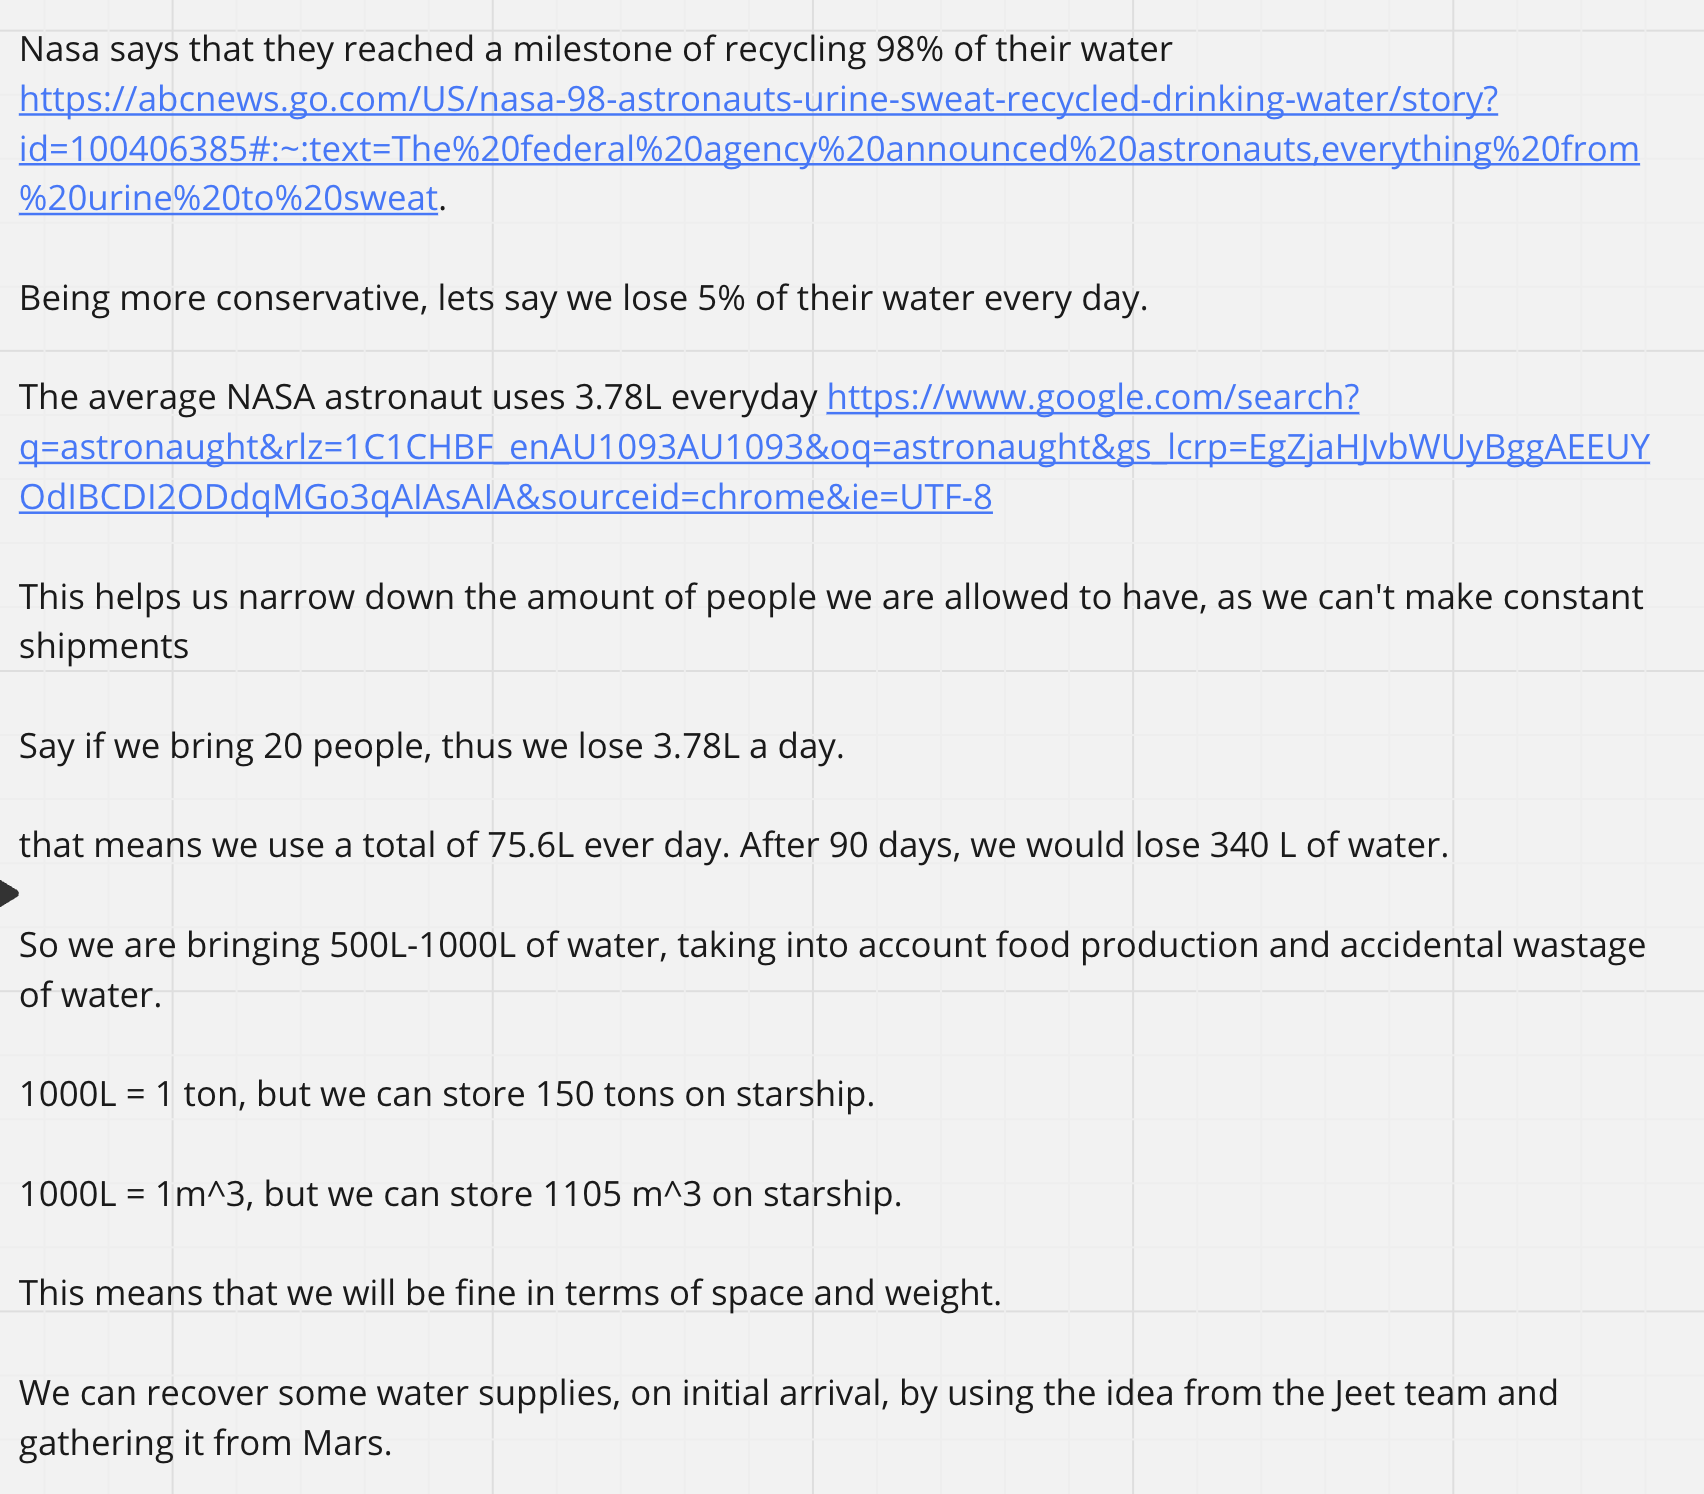 Nasa says that they reached a milestone of recycling 98% of their water
https://abcnews.go.com/US/nasa-98-astronauts-urine-sweat-recycled-drinking-water/story?
id=100406385#:~:text=The%20federal%20agency%20announced%20astronauts,everything%20from
%20urine%20to%20sweat.
Being more conservative, lets say we lose 5% of their water every day.
The average NASA astronaut uses 3.78L everyday https://www.google.com/search?
q=astronaught&rlz=1C1CHBF_enAU1093AU1093&oq=astronaught&gs_lcrp=EgZjaHJvbWUyBggAEEUY
OdIBCDI2ODdqMGo3qAIAsAIA&sourceid=chrome&ie=UTF-8
This helps us narrow down the amount of people we are allowed to have, as we can't make constant
shipments
Say if we bring 20 people, thus we lose 3.78L a day.
that means we use a total of 75.6L ever day. After 90 days, we would lose 340 L of water.
So we are bringing 500L-1000L of water, taking into account food production and accidental wastage
of water.
1000L = 1 ton, but we can store 150 tons on starship.
1000L = 1m^3, but we can store 1105 m^3 on starship.
This means that we will be fine in terms of space and weight.
We can recover some water supplies, on initial arrival, by using the idea from the Jeet team and
gathering it from Mars.